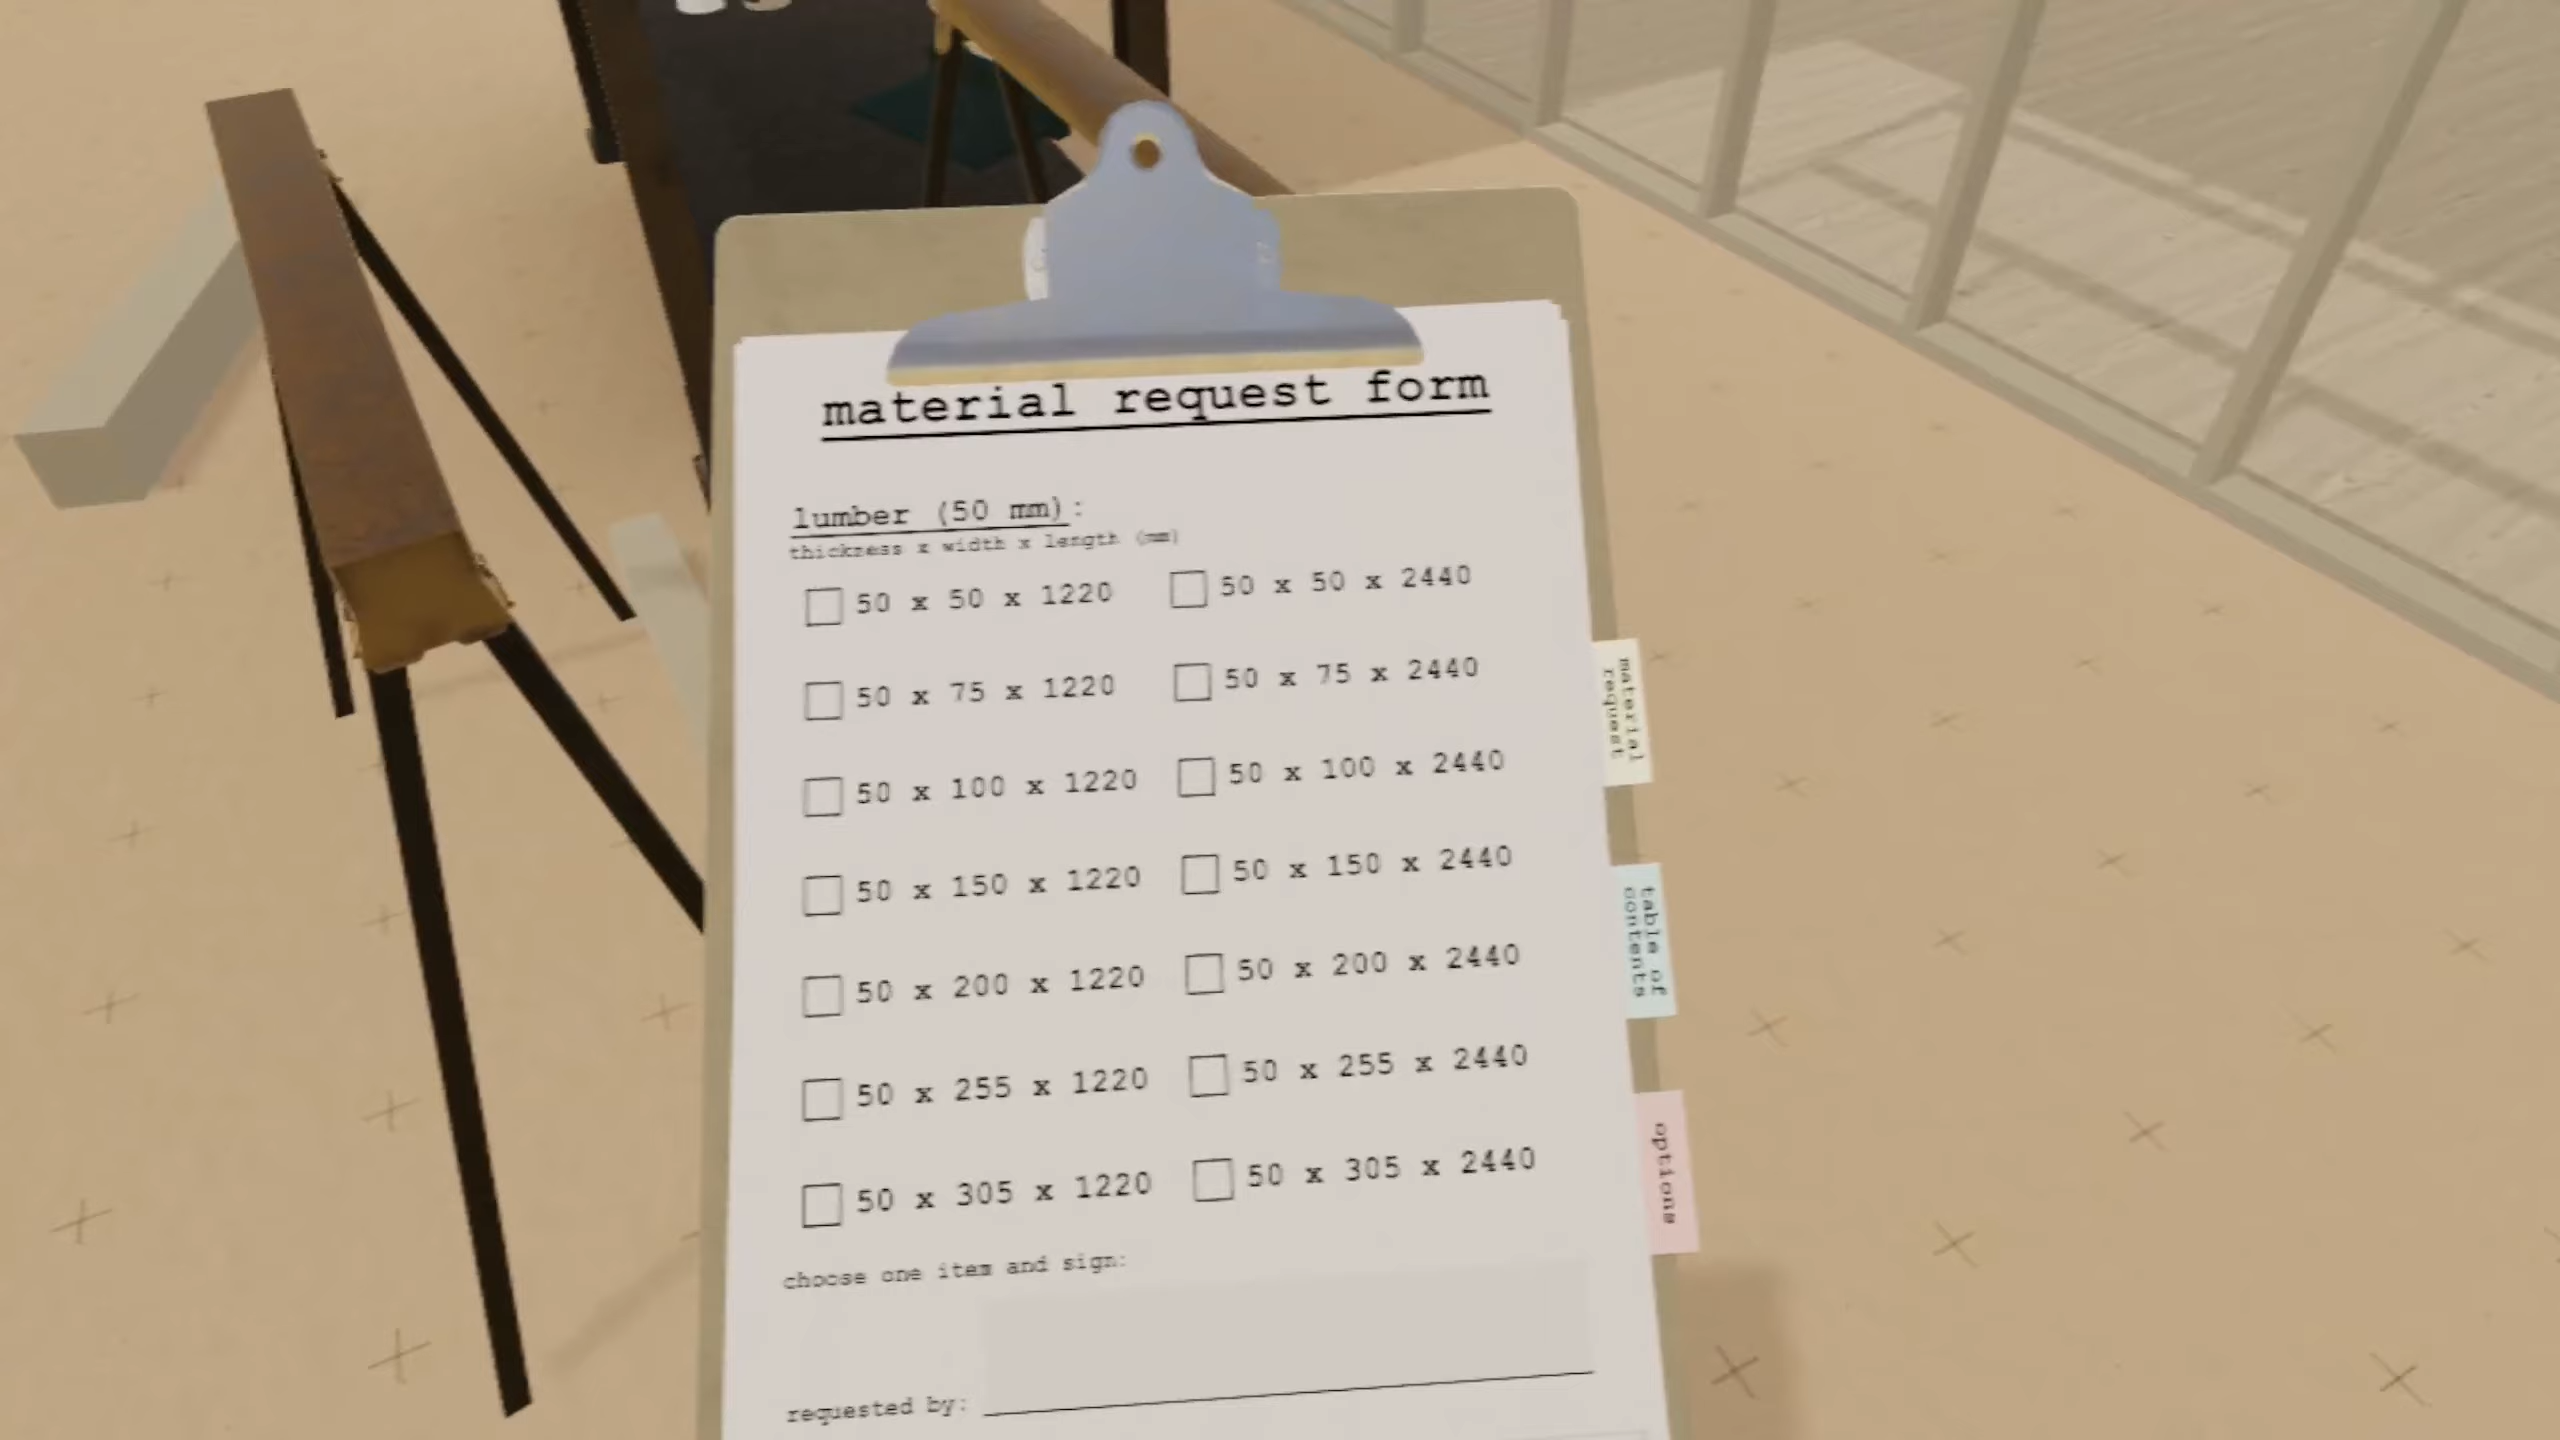 material request form
lumber (50 mm):
thickness x width x length (mm)
50 x 50 x 1220
50 x 50 x 2440
50 x 75 x 1220
50 x 75 x 2440
50 x 100 x 1220
50 x 100 x 2440
50 x 150 x 1220
50 x 150 x 2440
50 x 200 x 1220
50 x 200 x 2440
50 x 255 x 1220
50 x 255 x 2440
50 x 305 x 1220
50 x 305 x 2440
choose one item and sign:
requested by:
material
request
table of
contents
options